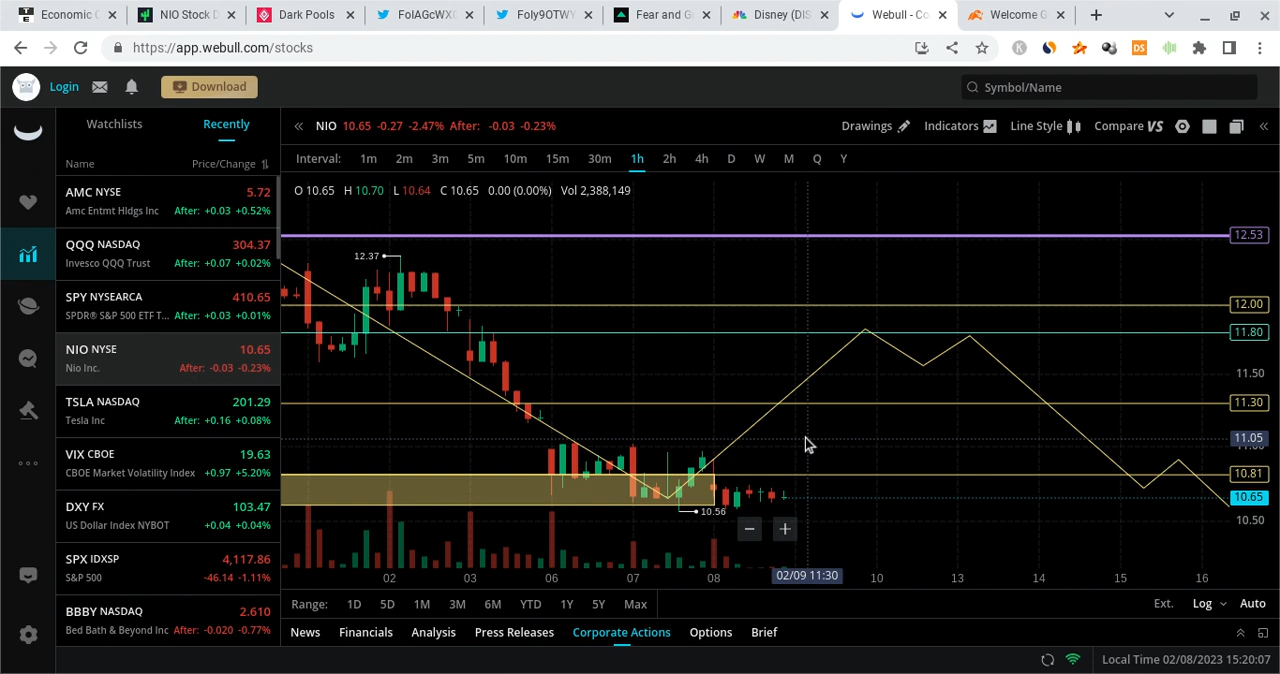 Economic C
NIO Stock D
Dark Pools
FolAGcWXC
Foly9OTWY
Fear and G
Disney (DIS
Webull - Co
Welcome G
https://app.webull.com/stocks
Login
Download
Symbol/Name
Watchlists
Recently
NIO 10.65 -0.27 -2.47% After: -0.03 -0.23%
Drawings
Indicators
Line Style
Compare VS
Name
Price/Change
Interval: 1m 2m 3m 5m 10m 15m 30m 1h 2h 4h D W M Q Y
O 10.65 H 10.70 L 10.64 C 10.65 0.00 (0.00%) Vol 2,388,149
AMC NYSE 5.72
Amc Entmt Hldgs Inc After: +0.03 +0.52%
QQQ NASDAQ 304.37
Invesco QQQ Trust After: +0.07 +0.02%
SPY NYSEARCA 410.65
SPDR® S&P 500 ETF T... After: +0.03 +0.01%
NIO NYSE 10.65
Nio Inc. After: -0.03 -0.23%
TSLA NASDAQ 201.29
Tesla Inc After: +0.16 +0.08%
VIX CBOE 19.63
CBOE Market Volatility Index +0.97 +5.20%
DXY FX 103.47
US Dollar Index NYBOT +0.04 +0.04%
SPX IDXSP 4,117.86
S&P 500 -46.14 -1.11%
BBBY NASDAQ 2.610
Bed Bath & Beyond Inc After: -0.020 -0.77%
12.37
10.56
12.53
12.00
11.80
11.50
11.30
11.05
10.81
10.65
10.50
02 03 06 07 08 02/09 11:30 10 13 14 15 16
Range: 1D 5D 1M 3M 6M YTD 1Y 5Y Max
Ext. Log Auto
News Financials Analysis Press Releases Corporate Actions Options Brief
Local Time 02/08/2023 15:20:07